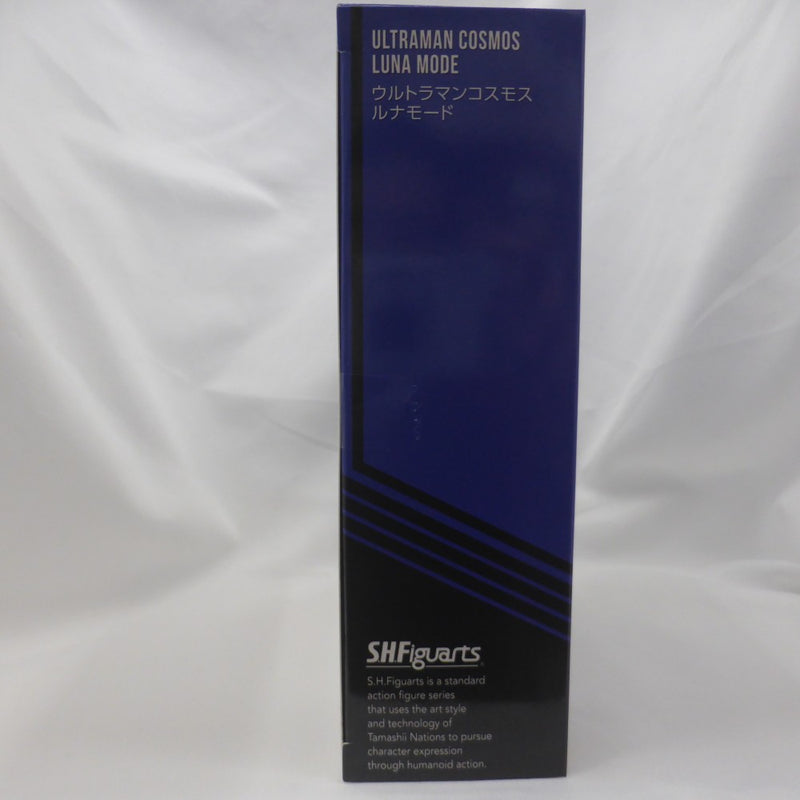 ULTRAMAN COSMOS
LUNA MODE
ウルトラマンコスモス
ルナモード
S.H.Figuarts
S.H.Figuarts is a standard
action figure series
that uses the art style
and technology of
Tamashii Nations to pursue
character expression
through humanoid action.